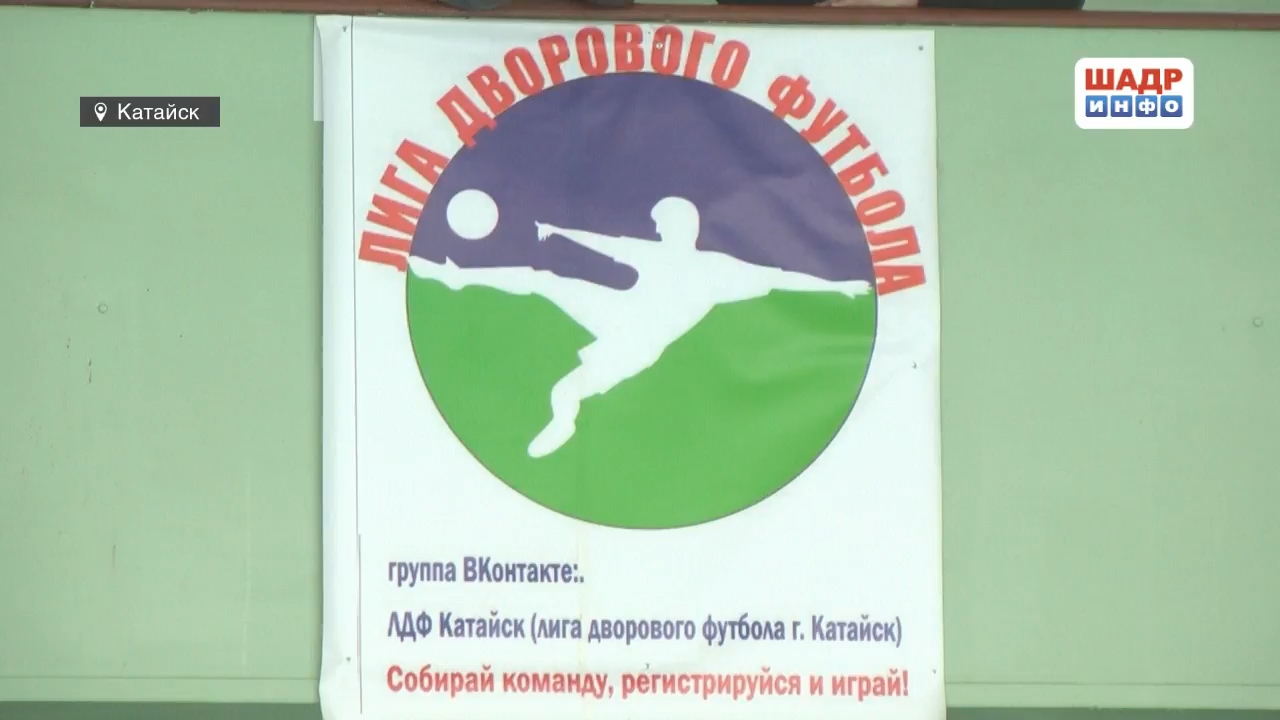 ЛИГА ДВОРОВОГО ФУТБОЛА
Катайск
ШАДР
инфо
группа ВКонтакте:.
ЛДФ Катайск (лига дворового футбола г. Катайск)
Собирай команду, регистрируйся и играй!